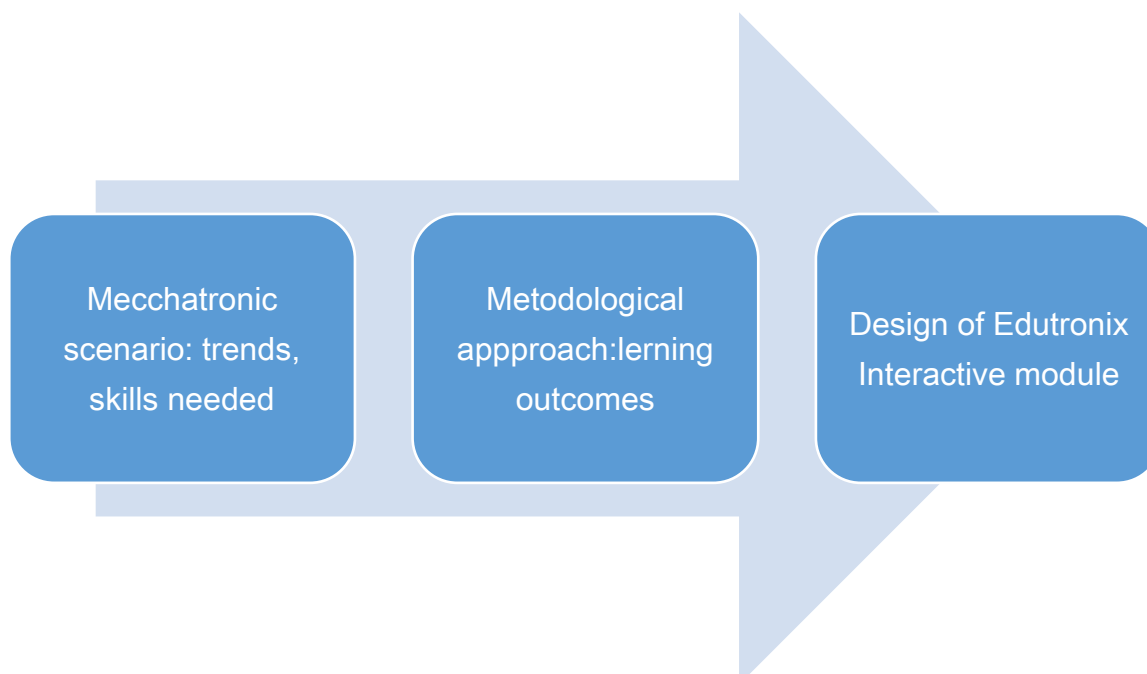 Mecchatronic
scenario: trends,
skills needed
Metodological
appproach:lerning
outcomes
Design of Edutronix
Interactive module